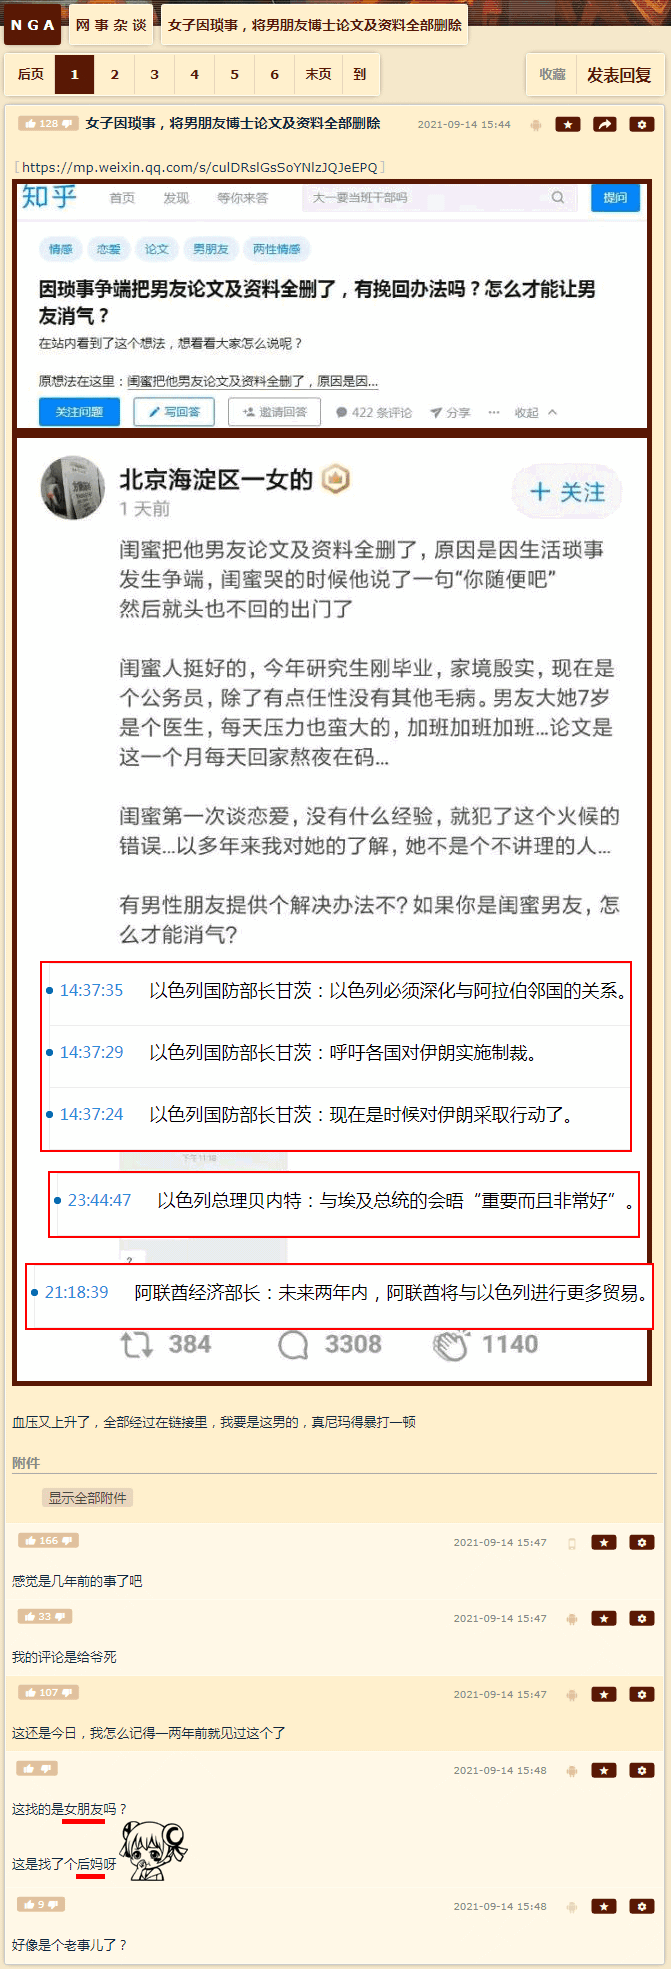 NGA 网事杂谈 女子因琐事，将男朋友博士论文及资料全部删除
后页 1 2 3 4 5 6 末页 到 收藏 发表回复
128 女子因琐事，将男朋友博士论文及资料全部删除 2021-09-14 15:44
[https://mp.weixin.qq.com/s/culDRslGsSoYNlzJQJeEPQ]
知乎 首页 发现 等你来答 大一要当班干部吗 提问
情感 恋爱 论文 男朋友 两性情感
因琐事争端把男友论文及资料全删了，有挽回办法吗？怎么才能让男
友消气？
在站内看到了这个想法，想看看大家怎么说呢？
原想法在这里：闺蜜把他男友论文及资料全删了，原因是因...
关注问题 写回答 邀请回答 422 条评论 分享 ··· 收起
北京海淀区一女的 + 关注
1 天前
闺蜜把他男友论文及资料全删了, 原因是因生活琐事
发生争端, 闺蜜哭的时候他说了一句“你随便吧”
然后就头也不回的出门了
闺蜜人挺好的, 今年研究生刚毕业, 家境殷实, 现在是
个公务员, 除了有点任性没有其他毛病。男友大她7岁
是个医生, 每天压力也蛮大的, 加班加班加班...论文是
这一个月每天回家熬夜在码...
闺蜜第一次谈恋爱, 没有什么经验, 就犯了这个火候的
错误...以多年来我对她的了解, 她不是个不讲理的人...
有男性朋友提供个解决办法不? 如果你是闺蜜男友, 怎
么才能消气?
14:37:35 以色列国防部长甘茨：以色列必须深化与阿拉伯邻国的关系。
14:37:29 以色列国防部长甘茨：呼吁各国对伊朗实施制裁。
14:37:24 以色列国防部长甘茨：现在是时候对伊朗采取行动了。
23:44:47 以色列总理贝内特：与埃及总统的会晤“重要而且非常好”。
?
21:18:39 阿联酋经济部长：未来两年内，阿联酋将与以色列进行更多贸易。
384 3308 1140
血压又上升了，全部经过在链接里，我要是这男的，真尼玛得暴打一顿
附件
显示全部附件
166 2021-09-14 15:47
感觉是几年前的事了吧
33 2021-09-14 15:47
我的评论是给爷死
107 2021-09-14 15:47
这还是今日，我怎么记得一两年前就见过这个了
2021-09-14 15:48
这找的是女朋友吗？
这是找了个后妈呀
9 2021-09-14 15:48
好像是个老事儿了？